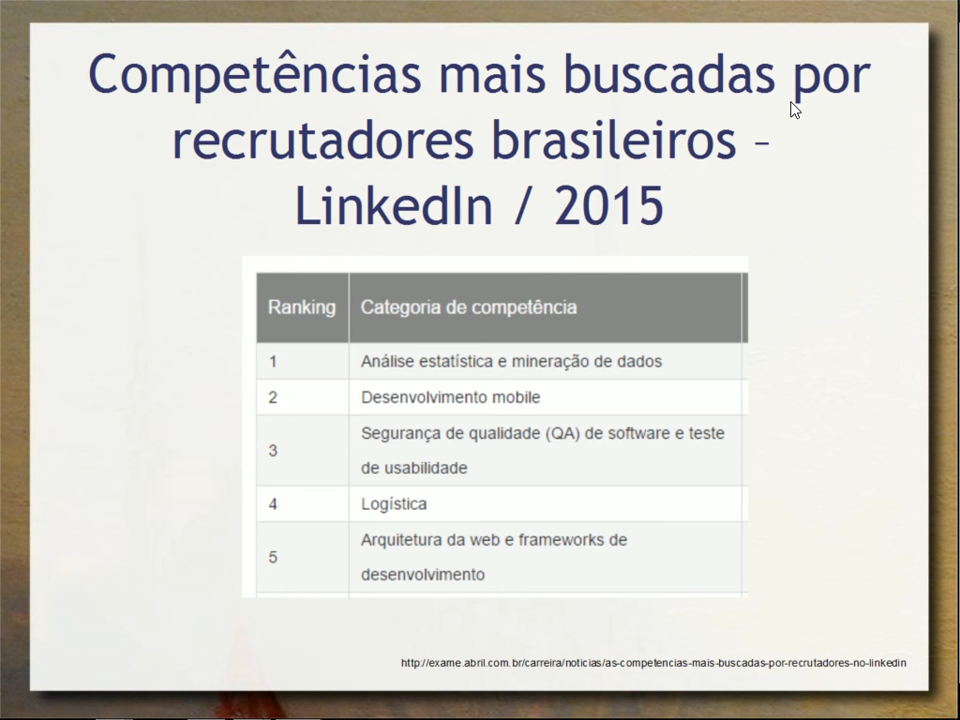 Competências mais buscadas por
recrutadores brasileiros –
LinkedIn / 2015
Ranking Categoria de competência
1 Análise estatística e mineração de dados
2 Desenvolvimento mobile
3 Segurança de qualidade (QA) de software e teste
de usabilidade
4 Logística
5 Arquitetura da web e frameworks de
desenvolvimento
http://exame.abril.com.br/carreira/noticias/as-competencias-mais-buscadas-por-recrutadores-no-linkedin